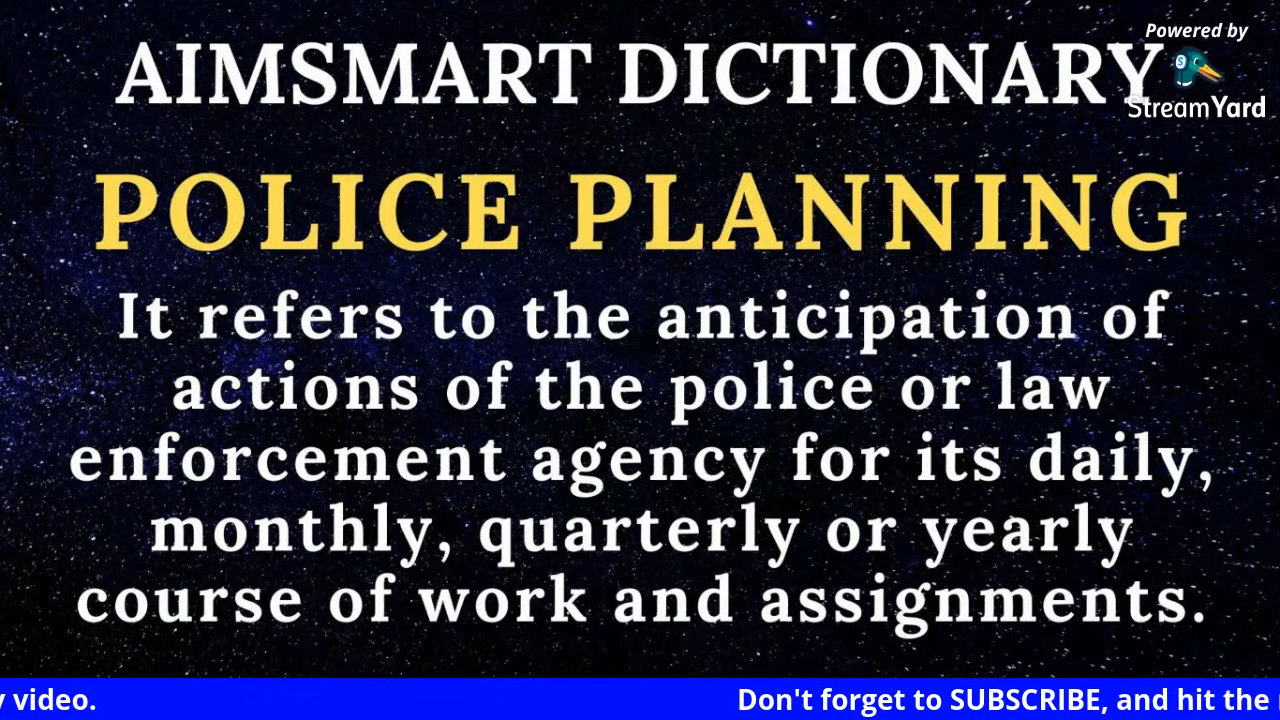 Powered by
AIMSMART DICTIONARY
StreamYard
POLICE PLANNING
It refers to the anticipation of
actions of the police or law
enforcement agency for its daily,
monthly, quarterly or yearly
course of work and assignments.
video. Don't forget to SUBSCRIBE, and hit the